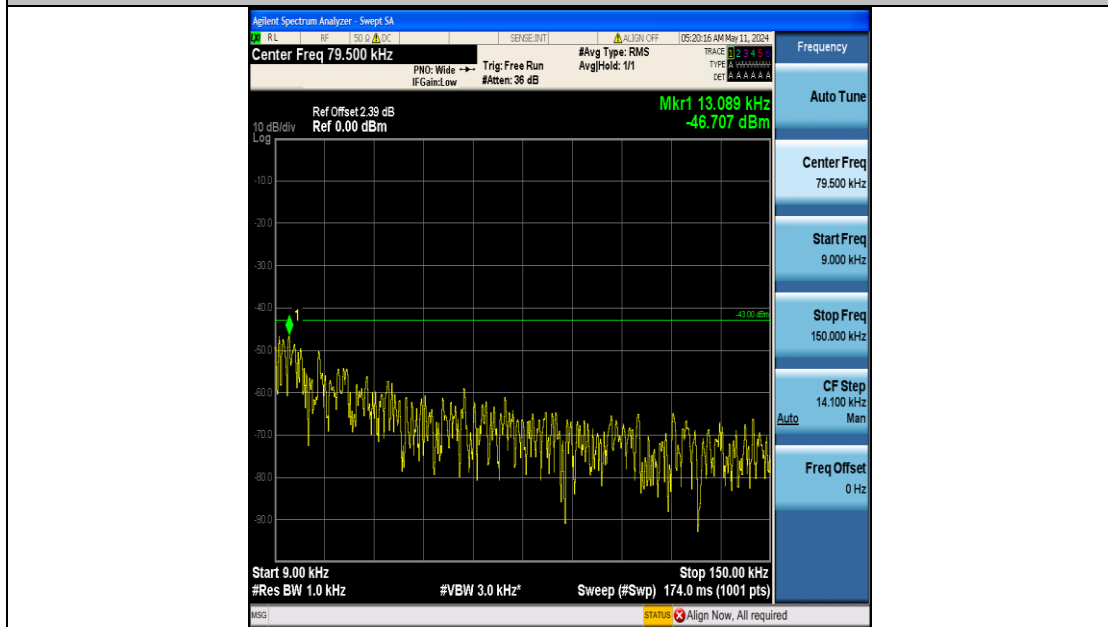 Agilent Spectrum Analyzer - Swept SA
RL RF 50 Ω DC SENSE:INT ALIGN OFF 05:20:16 AM May 11, 2024
Center Freq 79.500 kHz
#Avg Type: RMS
TRACE 1 2 3 4 5 6
PNO: Wide
Trig: Free Run
Avg|Hold: 1/1
TYPE A WWWWW
IFGain:Low
#Atten: 36 dB
DET A A A A A A
Mkr1 13.089 kHz
-46.707 dBm
Ref Offset 2.39 dB
10 dB/div Ref 0.00 dBm
Log
-10.0
-20.0
-30.0
-40.0
1
-43.00 dBm
-50.0
-60.0
-70.0
-80.0
-90.0
Start 9.00 kHz Stop 150.00 kHz
#Res BW 1.0 kHz #VBW 3.0 kHz* Sweep (#Swp) 174.0 ms (1001 pts)
MSG STATUS Align Now, All required
Frequency
Auto Tune
Center Freq
79.500 kHz
Start Freq
9.000 kHz
Stop Freq
150.000 kHz
CF Step
14.100 kHz
Auto Man
Freq Offset
0 Hz